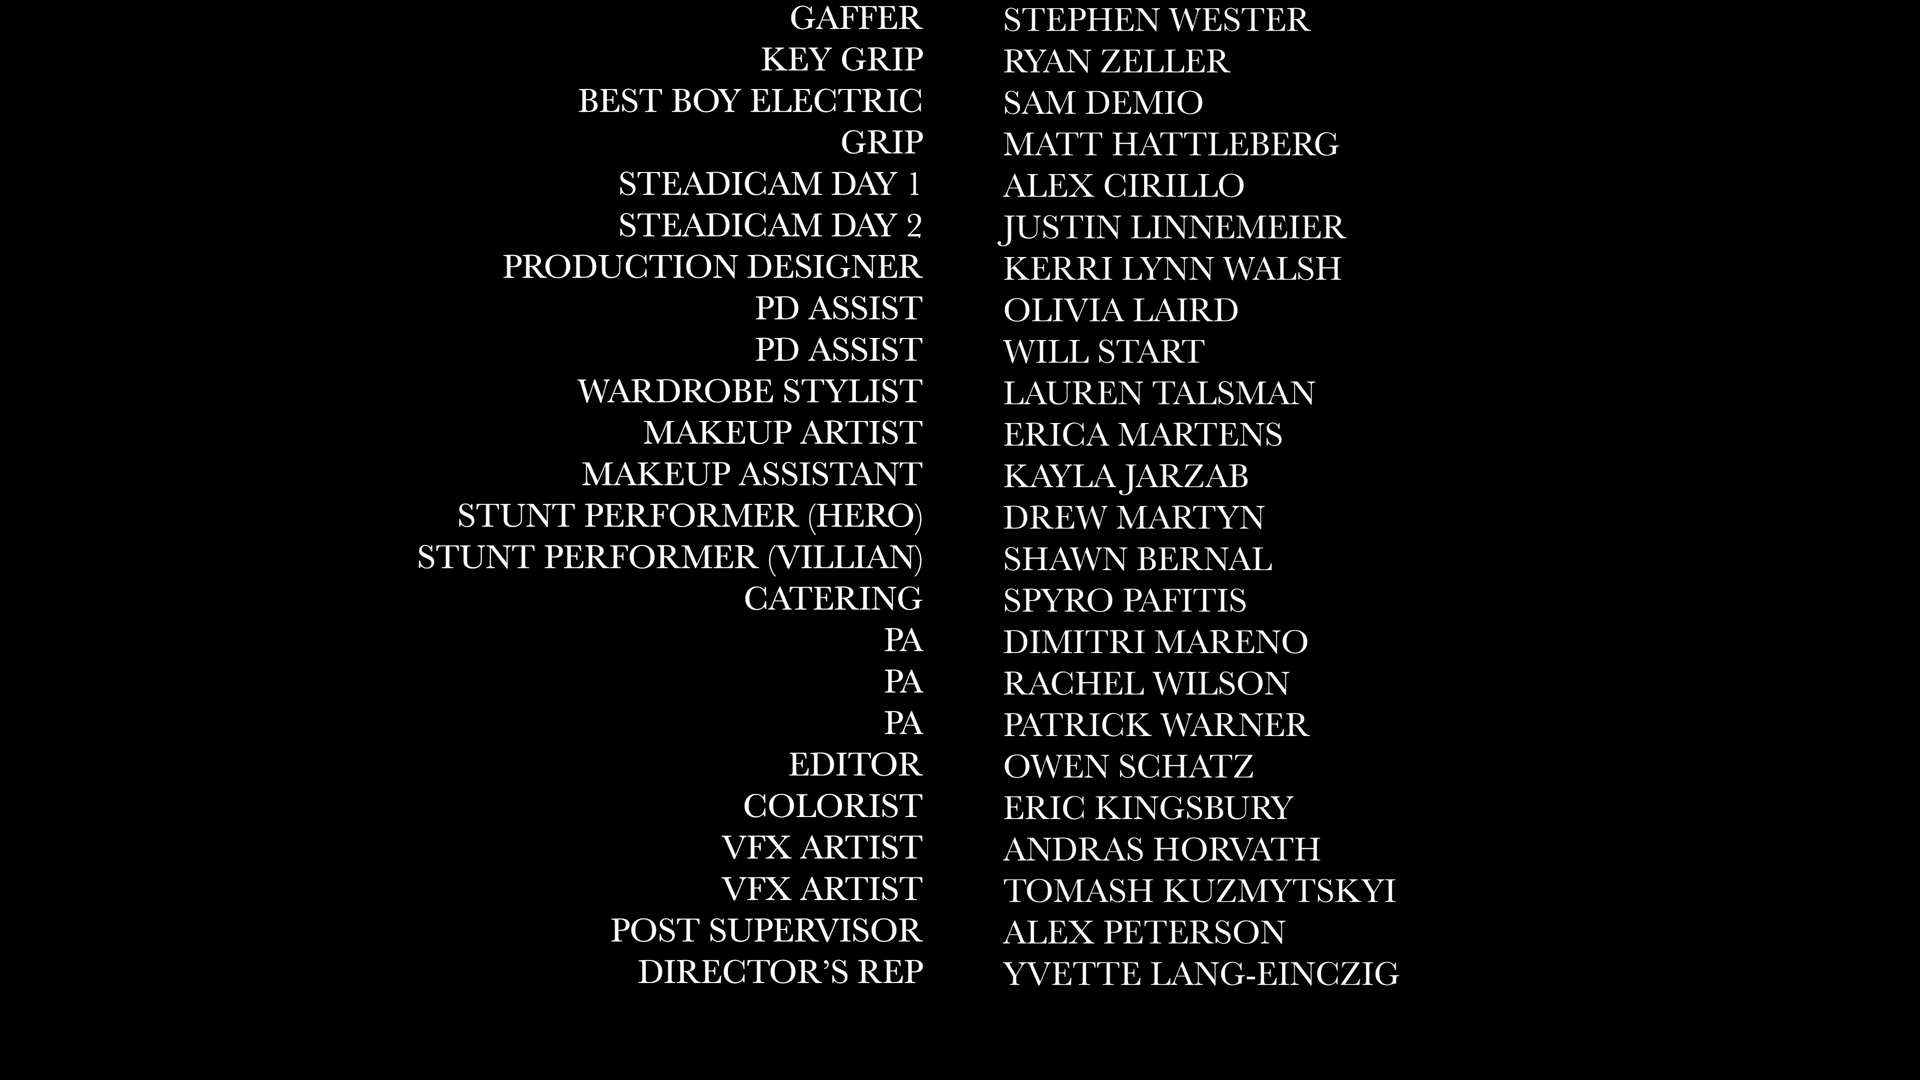 GAFFER STEPHEN WESTER
KEY GRIP RYAN ZELLER
BEST BOY ELECTRIC SAM DEMIO
GRIP MATT HATTLEBERG
STEADICAM DAY 1 ALEX CIRILLO
STEADICAM DAY 2 JUSTIN LINNEMEIER
PRODUCTION DESIGNER KERRI LYNN WALSH
PD ASSIST OLIVIA LAIRD
PD ASSIST WILL START
WARDROBE STYLIST LAUREN TALSMAN
MAKEUP ARTIST ERICA MARTENS
MAKEUP ASSISTANT KAYLA JARZAB
STUNT PERFORMER (HERO) DREW MARTYN
STUNT PERFORMER (VILLIAN) SHAWN BERNAL
CATERING SPYRO PAFITIS
PA DIMITRI MARENO
PA RACHEL WILSON
PA PATRICK WARNER
EDITOR OWEN SCHATZ
COLORIST ERIC KINGSBURY
VFX ARTIST ANDRAS HORVATH
VFX ARTIST TOMASH KUZMYTSKYI
POST SUPERVISOR ALEX PETERSON
DIRECTOR’S REP YVETTE LANG-EINCZIG